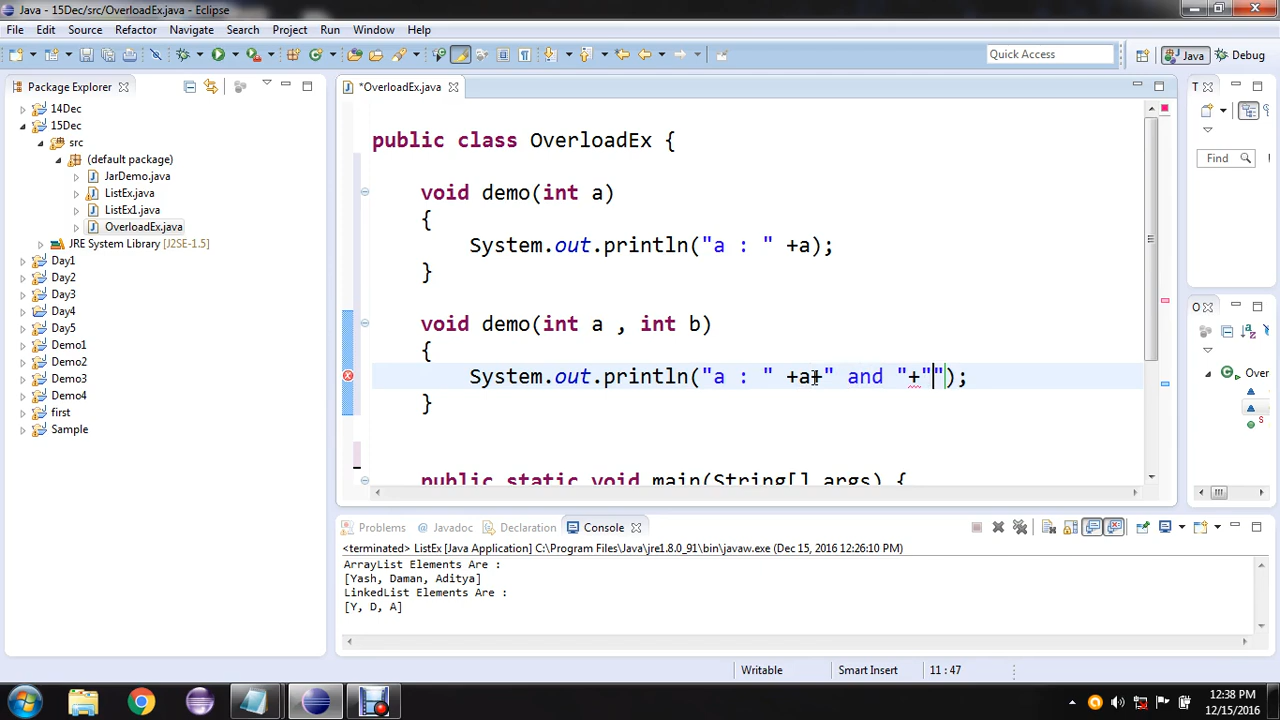 Java - 15Dec/src/OverloadEx.java - Eclipse
File Edit Source Refactor Navigate Search Project Run Window Help
Quick Access
Java
Debug
Package Explorer
*OverloadEx.java
T
14Dec
15Dec
src
(default package)
JarDemo.java
ListEx.java
ListEx1.java
OverloadEx.java
JRE System Library [J2SE-1.5]
Day1
Day2
Day3
Day4
Day5
Demo1
Demo2
Demo3
Demo4
first
Sample
public class OverloadEx {
void demo(int a)
{
System.out.println("a : " +a);
}
void demo(int a , int b)
{
System.out.println("a : " +a+" and "+"");
}
public static void main(String[] args) {
Find
O
Over
S
Problems Javadoc Declaration Console
<terminated> ListEx [Java Application] C:\Program Files\Java\jre1.8.0_91\bin\javaw.exe (Dec 15, 2016 12:26:10 PM)
ArrayList Elements Are :
[Yash, Daman, Aditya]
LinkedList Elements Are :
[Y, D, A]
Writable Smart Insert 11 : 47
12:38 PM
12/15/2016